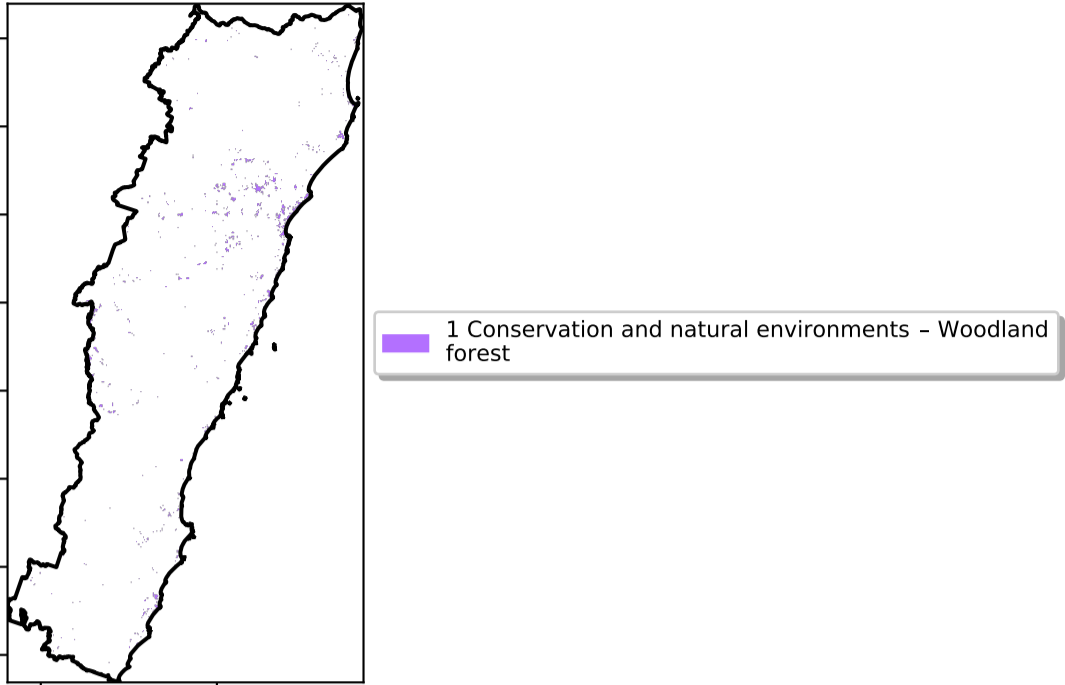 1 Conservation and natural environments – Woodland
forest